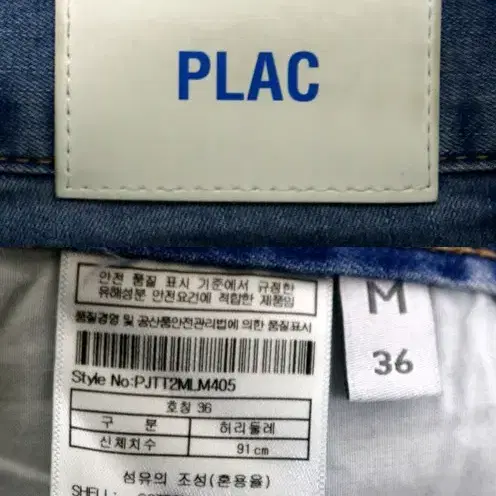 PLAC
안전 품질 표시 기준에서 규정한
유해성분 안전요건에 적합한 제품임
품질경영 및 공산품안전관리법에 의한 품질표시
Style No:PJTT2MLM405
호칭 36
구 분 허리둘레
신체치수 91cm
섬유의 조성(혼용율)
SHELL:
M
36